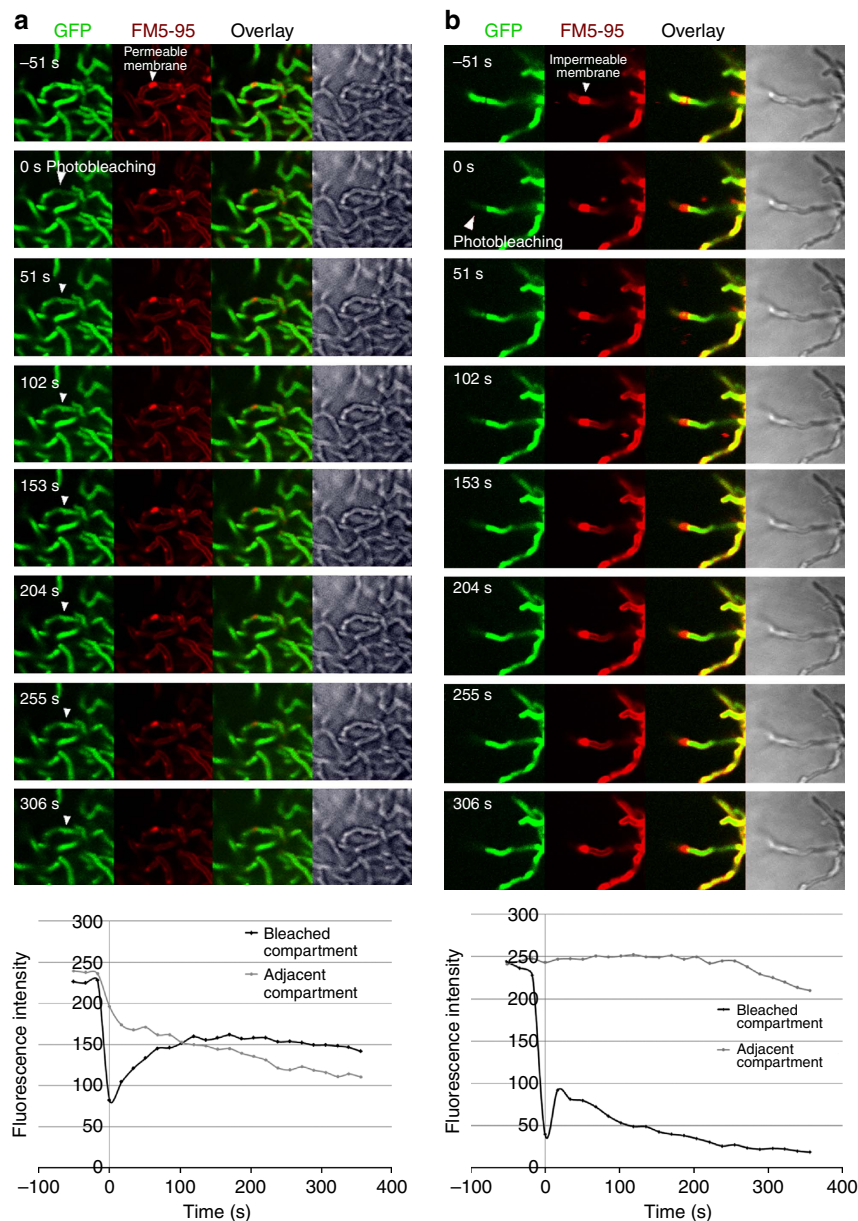 a
GFP FM5-95 Overlay
Permeable
membrane
–51 s
0 s Photobleaching
51 s
102 s
153 s
204 s
255 s
306 s
300
250
200
150
100
50
0
Fluorescence intensity
Bleached
compartment
Adjacent
compartment
–100 0 100 200 300 400
Time (s)
b
GFP FM5-95 Overlay
Impermeable
membrane
–51 s
0 s
Photobleaching
51 s
102 s
153 s
204 s
255 s
306 s
300
250
200
150
100
50
0
Fluorescence intensity
Bleached
compartment
Adjacent
compartment
–100 0 100 200 300 400
Time (s)